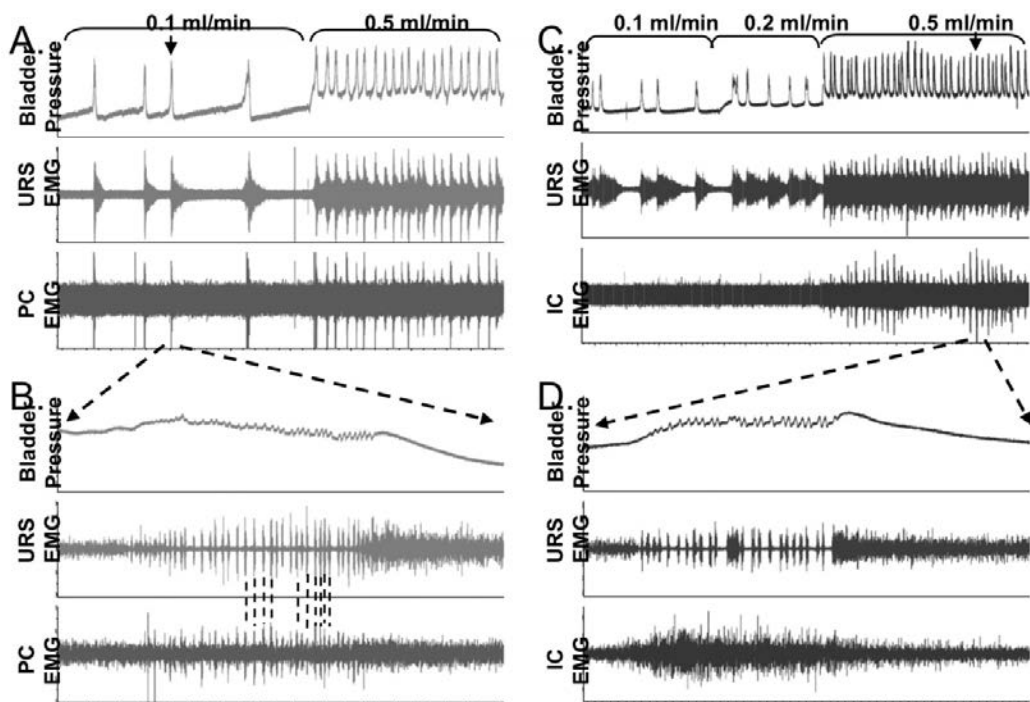 A
0.1 ml/min
0.5 ml/min
Bladder
Pressure
URS
EMG
PC
EMG
B
Bladder
Pressure
URS
EMG
PC
EMG
C
0.1 ml/min
0.2 ml/min
0.5 ml/min
Bladder
Pressure
URS
EMG
IC
EMG
D
Bladder
Pressure
URS
EMG
IC
EMG